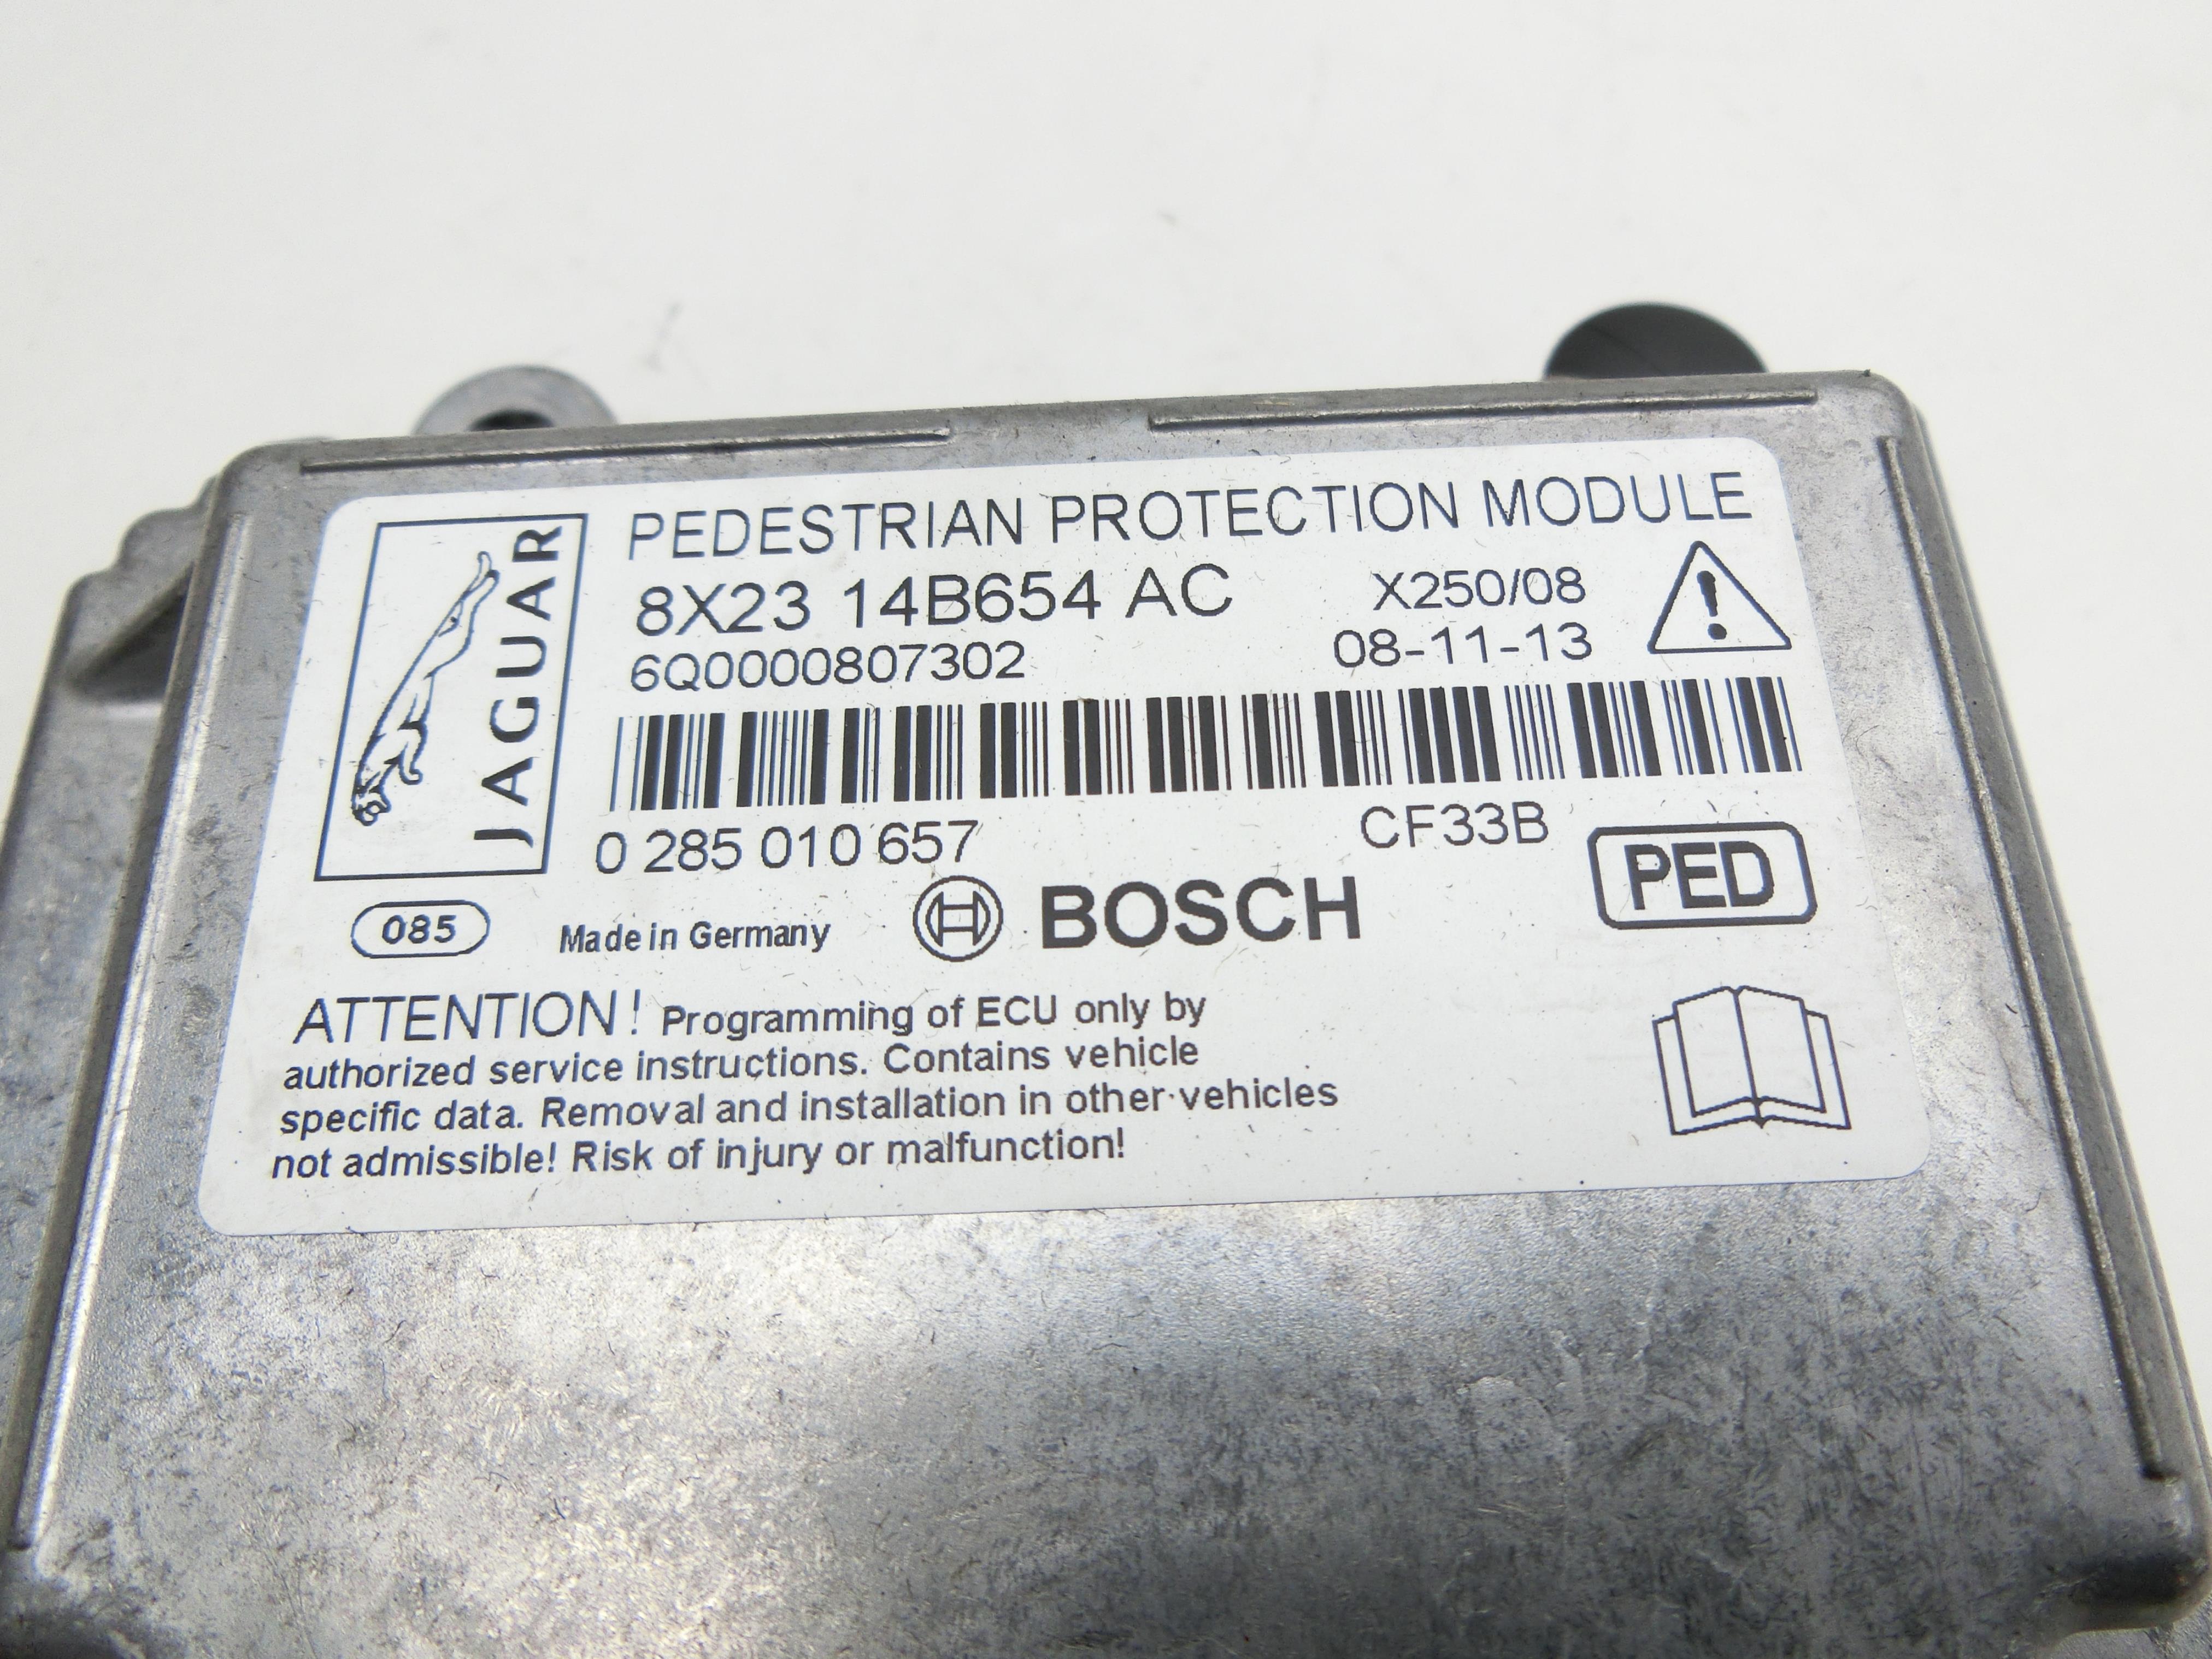 JAGUAR
PEDESTRIAN PROTECTION MODULE
8X23 14B654 AC
X250/08
6Q0000807302
08-11-13
0 285 010 657
CF33B
PED
085
Made in Germany
BOSCH
ATTENTION! Programming of ECU only by
authorized service instructions. Contains vehicle
specific data. Removal and installation in other vehicles
not admissible! Risk of injury or malfunction!